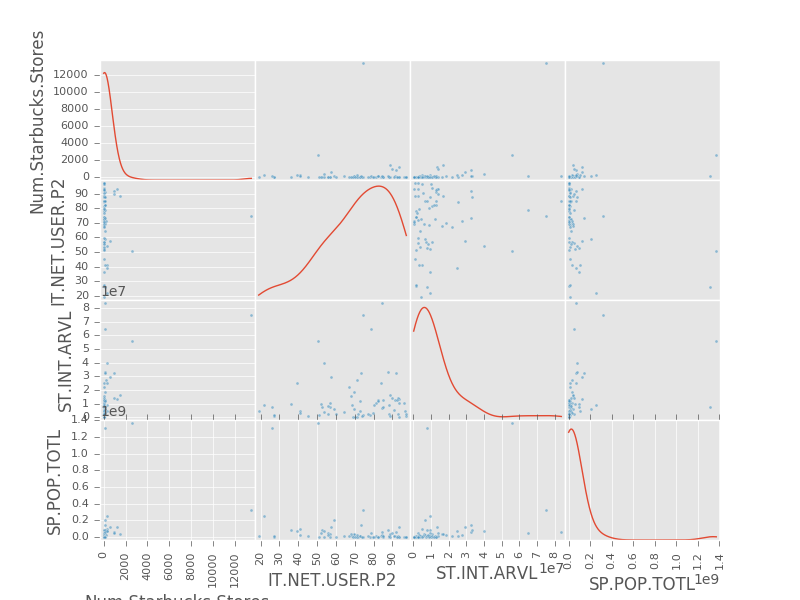 Num.Starbucks.Stores
12000
10000
8000
6000
4000
2000
0
IT.NET.USER.P2
90
80
70
60
50
40
30
20
1e7
ST.INT.ARVL
8
7
6
5
4
3
2
1
0
1e9
SP.POP.TOTL
1.4
1.2
1.0
0.8
0.6
0.4
0.2
0.0
0 2000 4000 6000 8000 10000 12000
20 30 40 50 60 70 80 90
0 1 2 3 4 5 6 7 8
0.0 0.2 0.4 0.6 0.8 1.0 1.2 1.4
IT.NET.USER.P2
ST.INT.ARVL 1e7
SP.POP.TOTL 1e9
Num.Starbucks.Stores